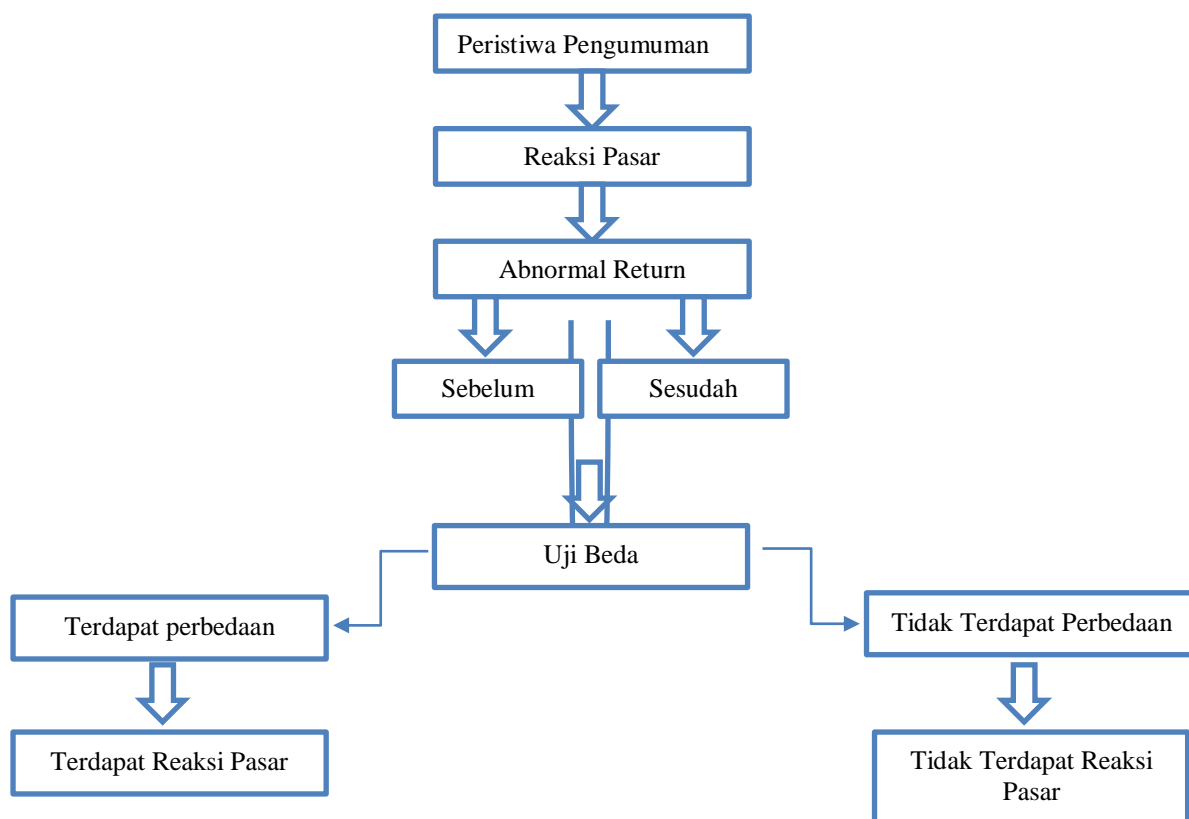 Peristiwa Pengumuman
Reaksi Pasar
Abnormal Return
Sebelum
Sesudah
Uji Beda
Terdapat perbedaan
Tidak Terdapat Perbedaan
Terdapat Reaksi Pasar
Tidak Terdapat Reaksi
Pasar